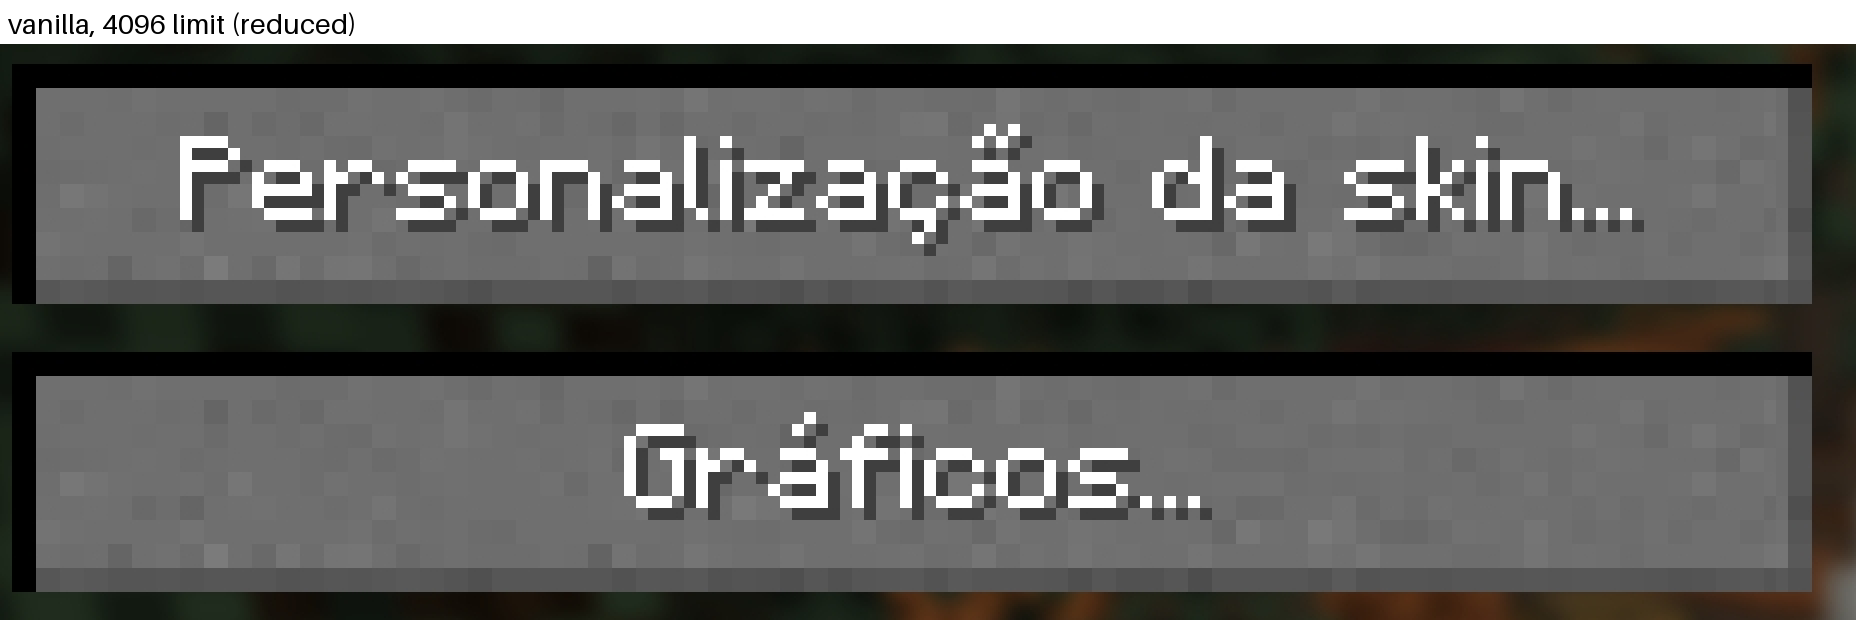 vanilla, 4096 limit (reduced)
Personalização da skin...
Gráficos...